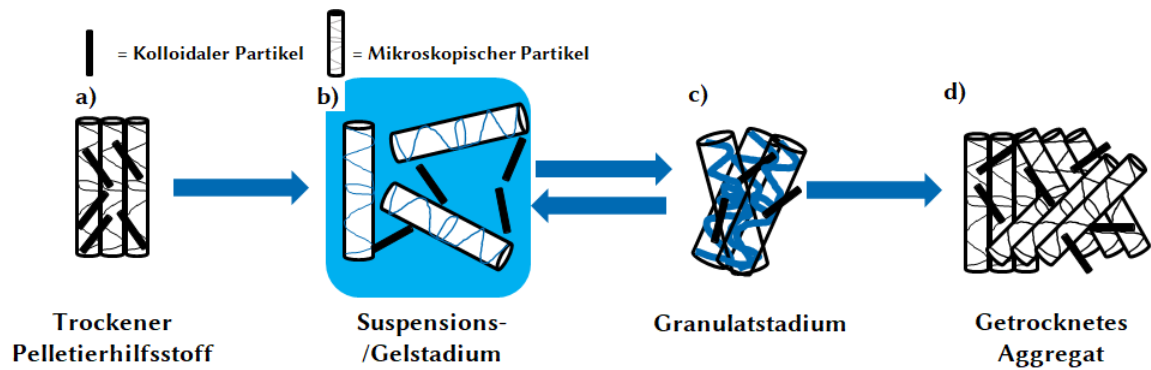 = Kolloidaler Partikel
= Mikroskopischer Partikel
a)
b)
c)
d)
Trockener
Pelletierhilfsstoff
Suspensions-
/Gelstadium
Granulatstadium
Getrocknetes
Aggregat